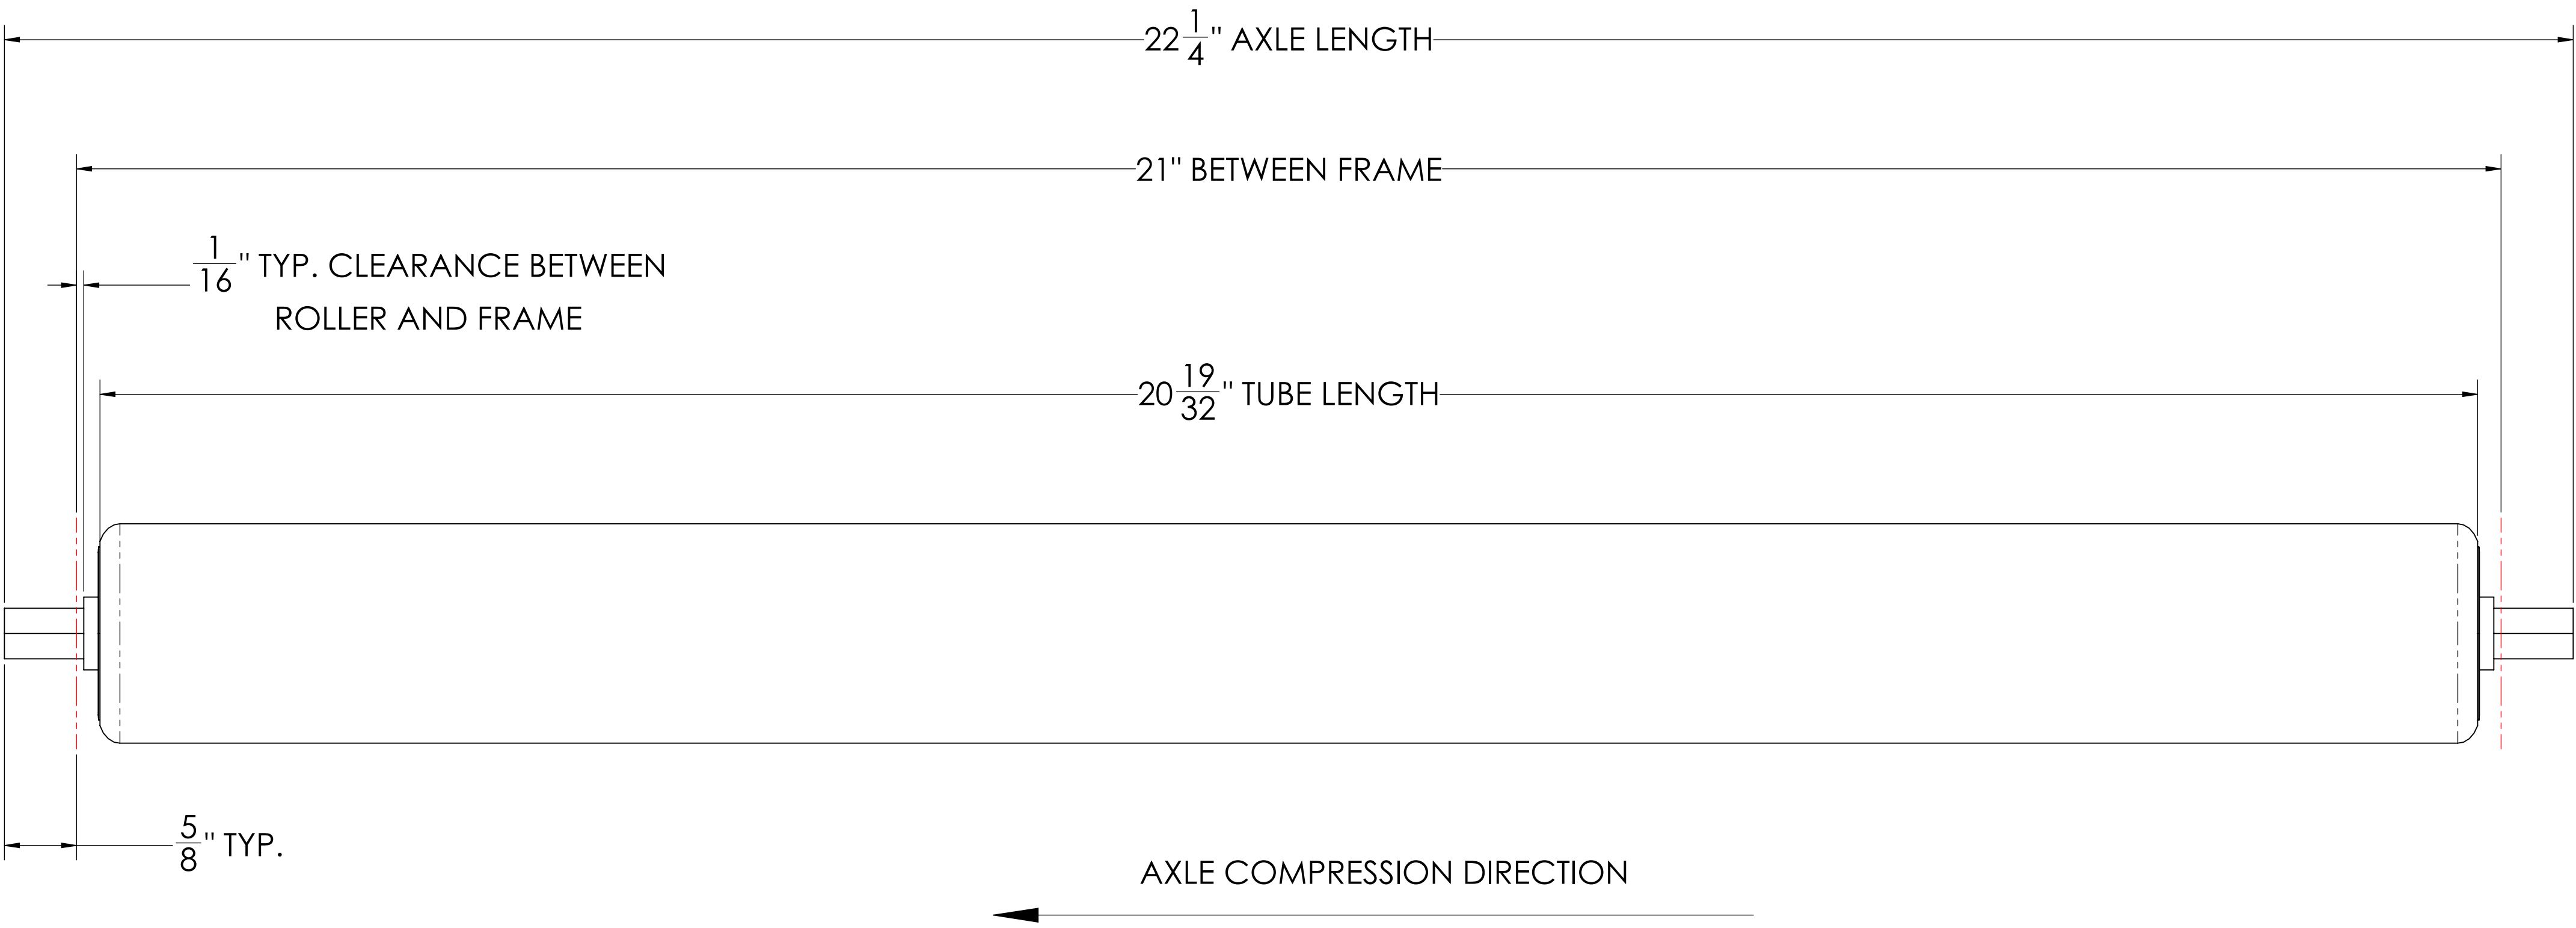 22 1/4" AXLE LENGTH
21" BETWEEN FRAME
1/16" TYP. CLEARANCE BETWEEN
ROLLER AND FRAME
20 19/32" TUBE LENGTH
5/8" TYP.
AXLE COMPRESSION DIRECTION